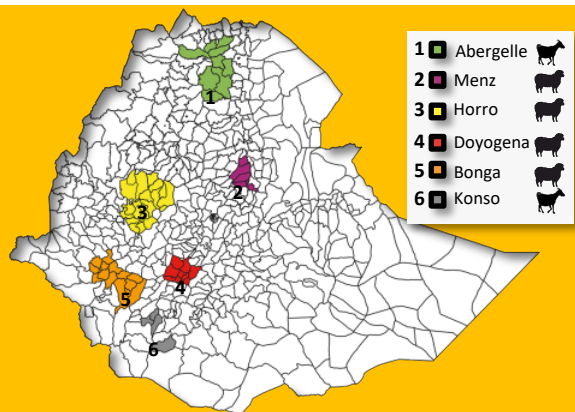 1 Abergelle
2 Menz
3 Horro
4 Doyogena
5 Bonga
6 Konso
1
2
3
4
5
6